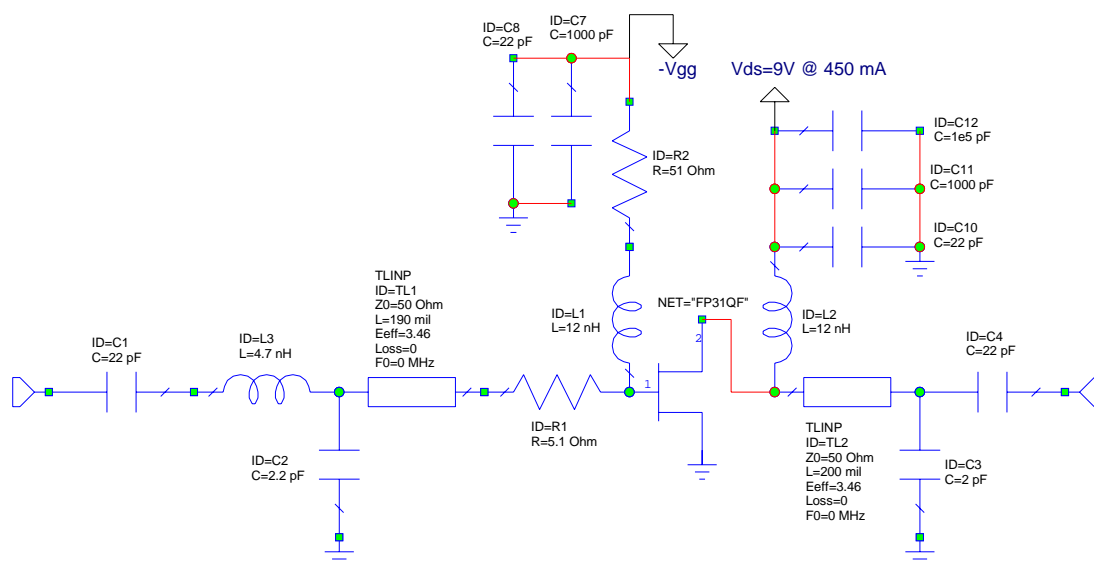 ID=C8
C=22 pF
ID=C7
C=1000 pF
-Vgg
Vds=9V @ 450 mA
ID=C12
C=1e5 pF
ID=R2
R=51 Ohm
ID=C11
C=1000 pF
ID=C10
C=22 pF
TLINP
ID=TL1
Z0=50 Ohm
L=190 mil
Eeff=3.46
Loss=0
F0=0 MHz
ID=L1
L=12 nH
NET="FP31QF"
ID=L2
L=12 nH
ID=C1
C=22 pF
ID=L3
L=4.7 nH
2
1
ID=C4
C=22 pF
ID=R1
R=5.1 Ohm
TLINP
ID=TL2
Z0=50 Ohm
L=200 mil
Eeff=3.46
Loss=0
F0=0 MHz
ID=C2
C=2.2 pF
ID=C3
C=2 pF